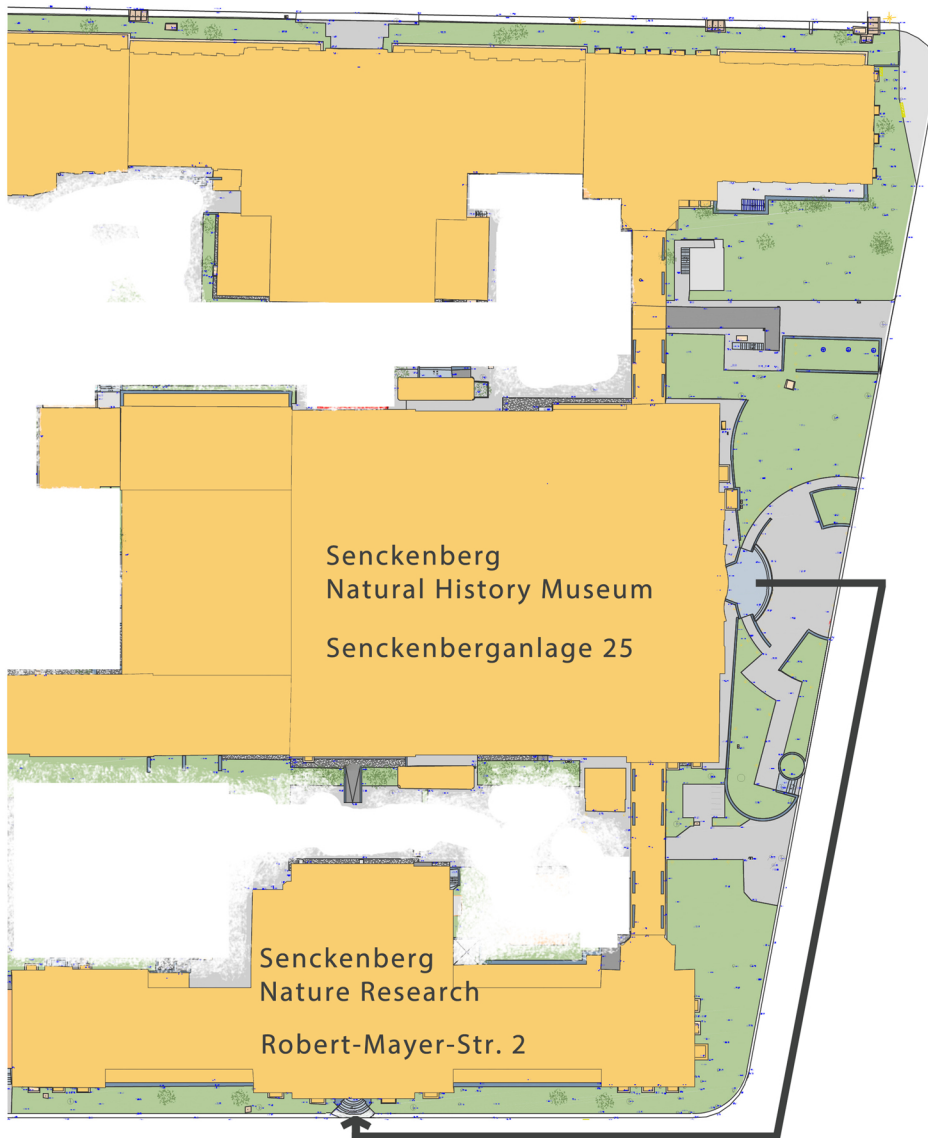 Senckenberg
Natural History Museum
Senckenberganlage 25
Senckenberg
Nature Research
Robert-Mayer-Str. 2